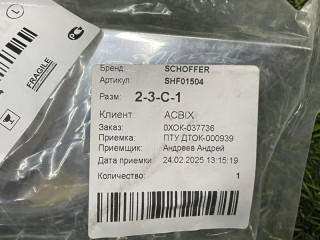 FRAGILE
Бренд: SCHOFFER
Артикул: SHF01504
Разм: 2-3-С-1
Клиент: ACBIX
Заказ: 0ХОК-037736
Приемка: ПТУ ДТОК-000939
Приемщик: Андреев Андрей
Дата приемки: 24.02.2025 13:15:19
Количество: 1